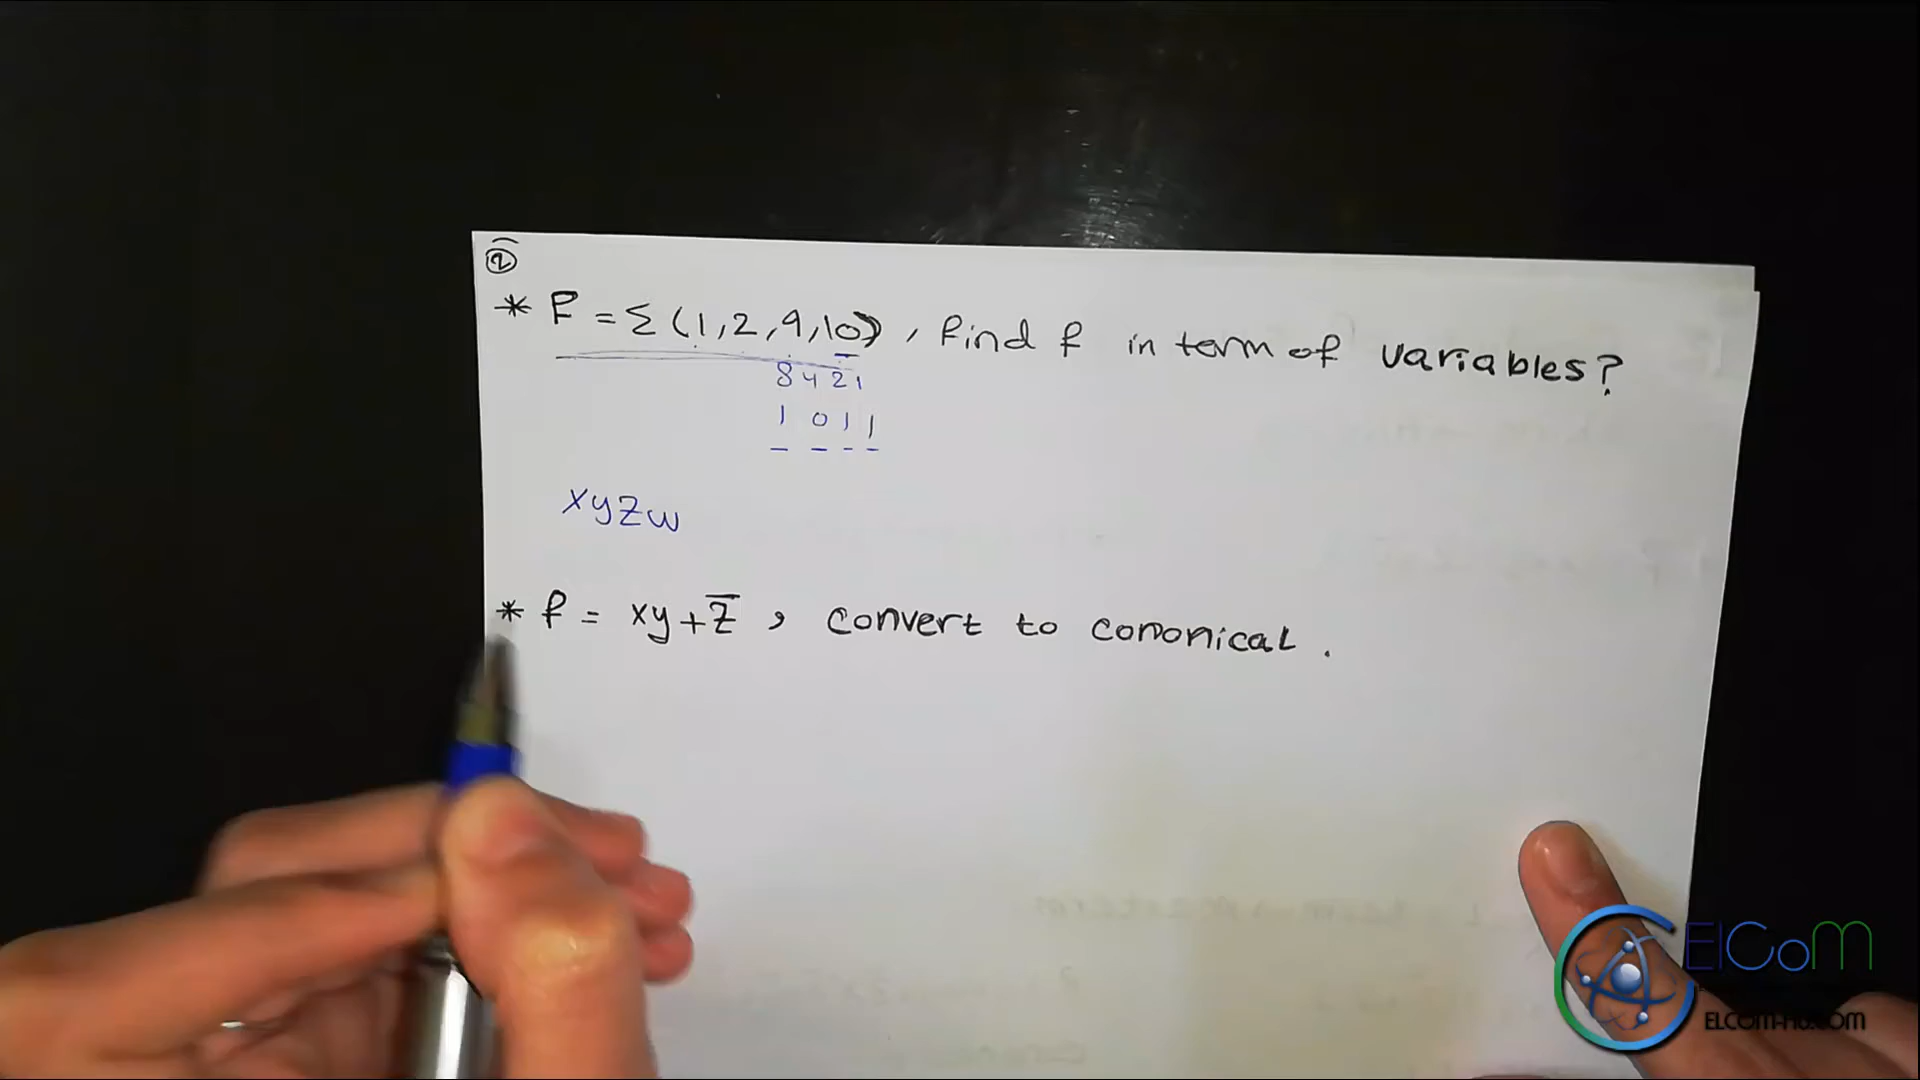 2
* F = Σ (1, 2, 9, 10), find f in term of variables?
8 4 2 1
1 0 1 1
xyzw
* f = xy + z̅ , convert to cononical .
ElCoM
ELCOM-HU.COM